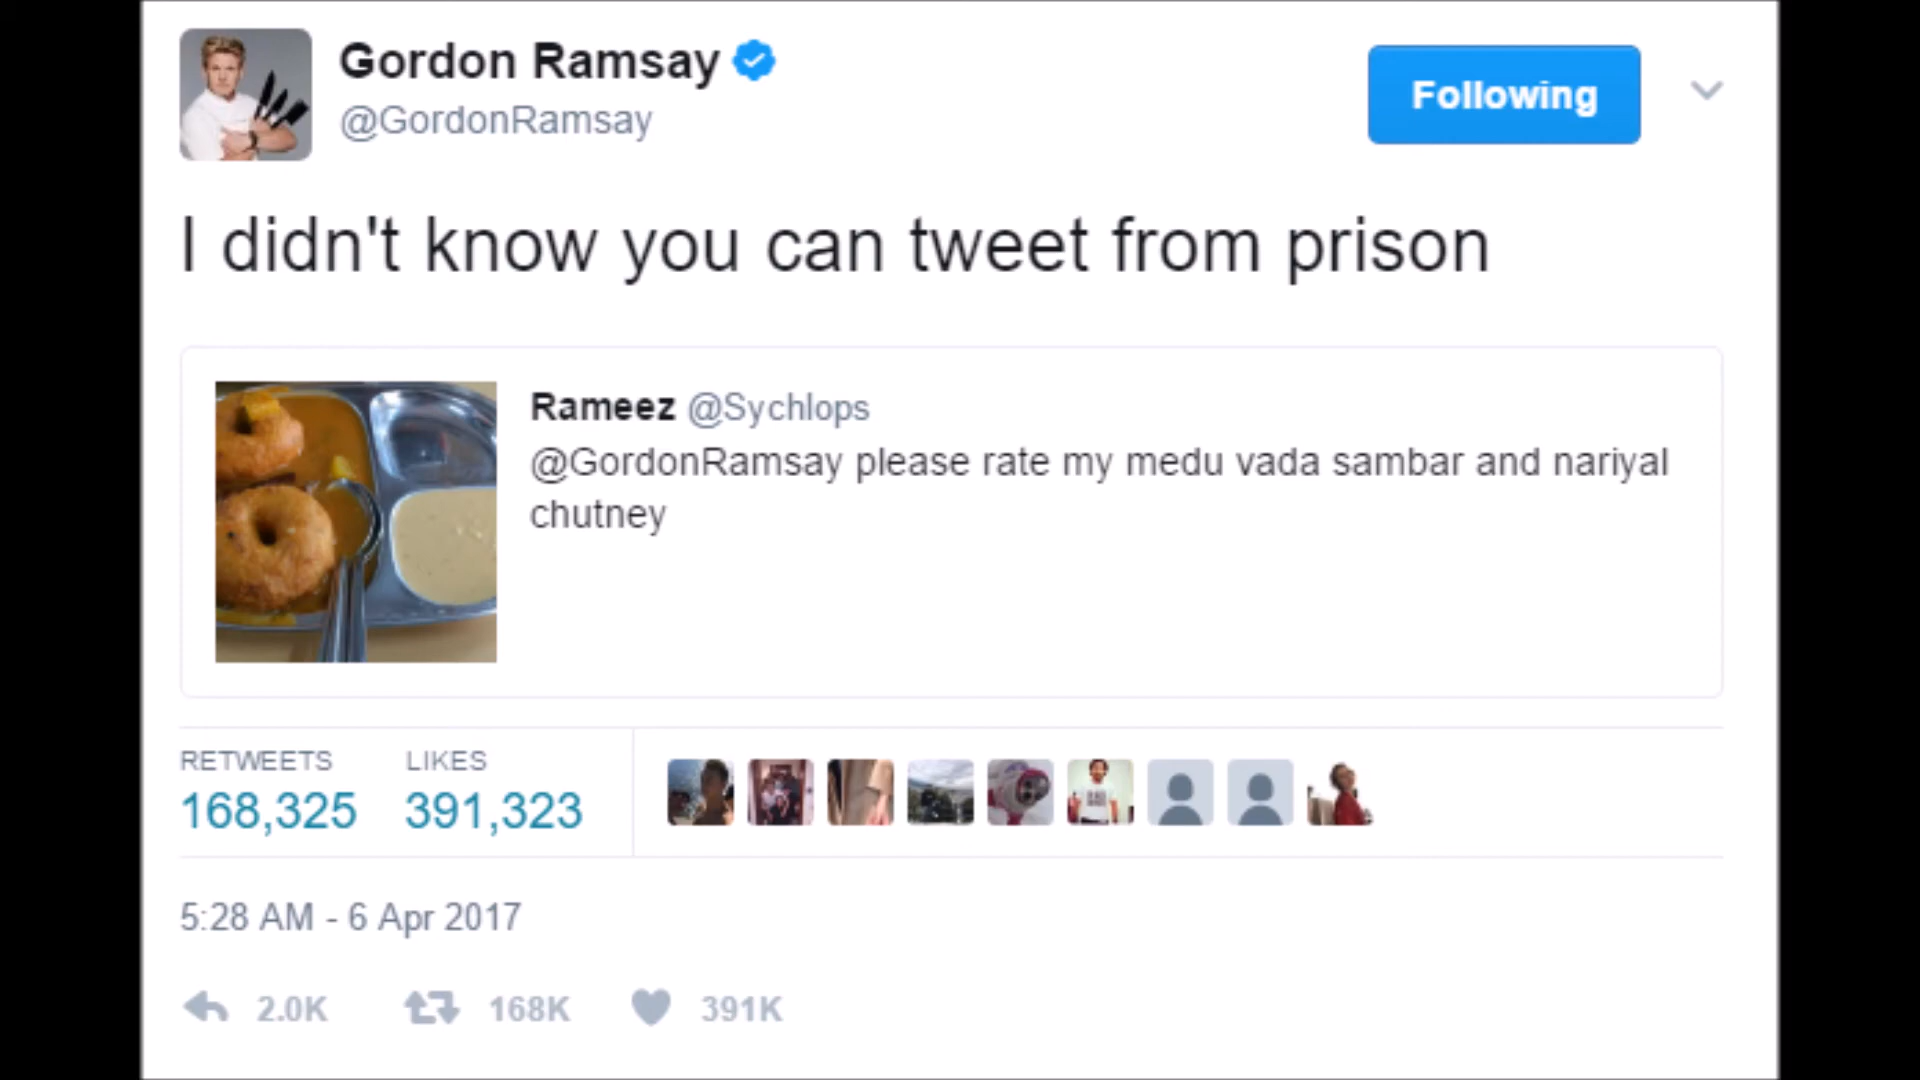 Gordon Ramsay
@GordonRamsay
Following
I didn't know you can tweet from prison
Rameez @Sychlops
@GordonRamsay please rate my medu vada sambar and nariyal
chutney
RETWEETS LIKES
168,325 391,323
5:28 AM - 6 Apr 2017
2.0K 168K 391K